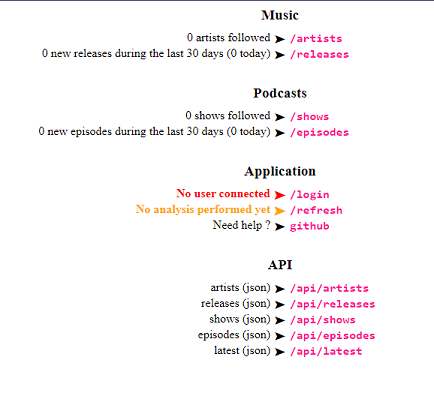 Music
0 artists followed ➤ /artists
0 new releases during the last 30 days (0 today) ➤ /releases
Podcasts
0 shows followed ➤ /shows
0 new episodes during the last 30 days (0 today) ➤ /episodes
Application
No user connected ➤ /login
No analysis performed yet ➤ /refresh
Need help ? ➤ github
API
artists (json) ➤ /api/artists
releases (json) ➤ /api/releases
shows (json) ➤ /api/shows
episodes (json) ➤ /api/episodes
latest (json) ➤ /api/latest